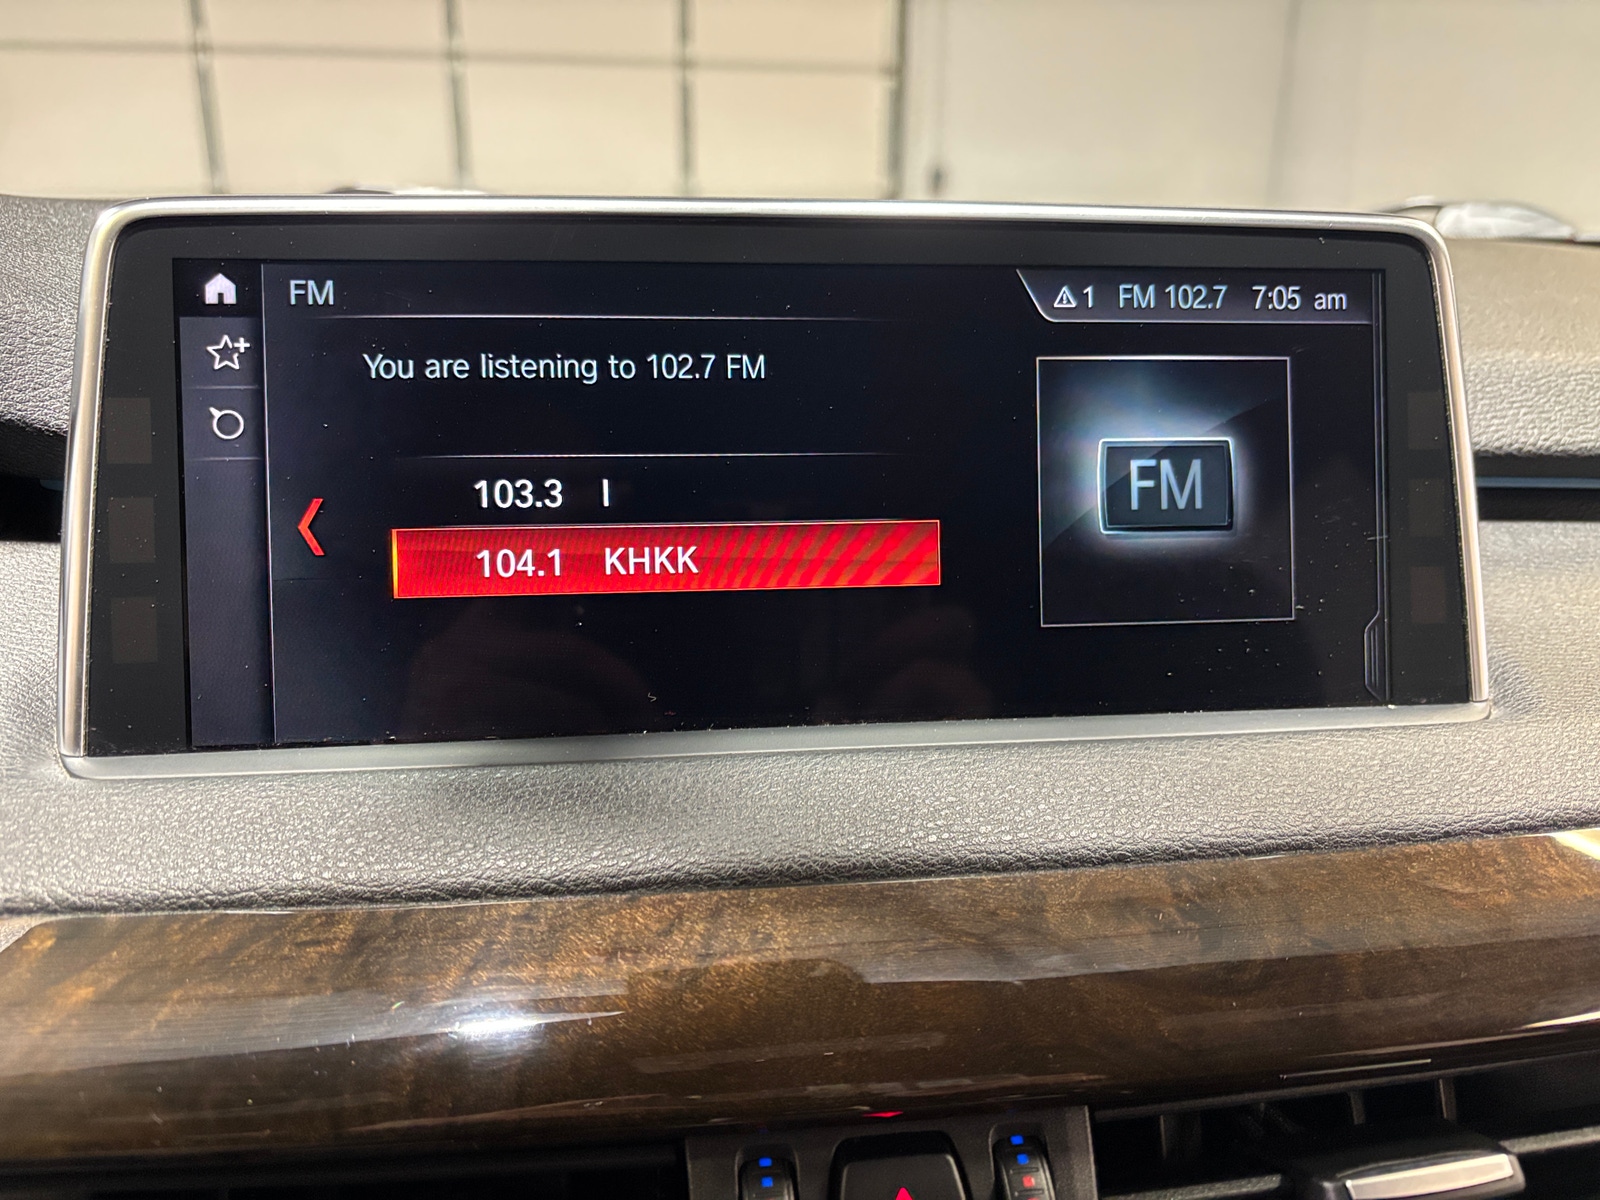 FM
1 FM 102.7 7:05 am
You are listening to 102.7 FM
103.3 I
104.1 KHKK
FM